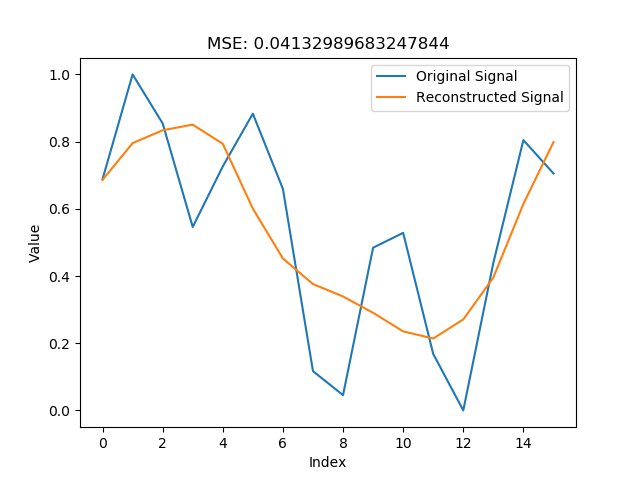 MSE: 0.04132989683247844
Original Signal
Reconstructed Signal
1.0
0.8
0.6
0.4
0.2
0.0
Value
0 2 4 6 8 10 12 14
Index